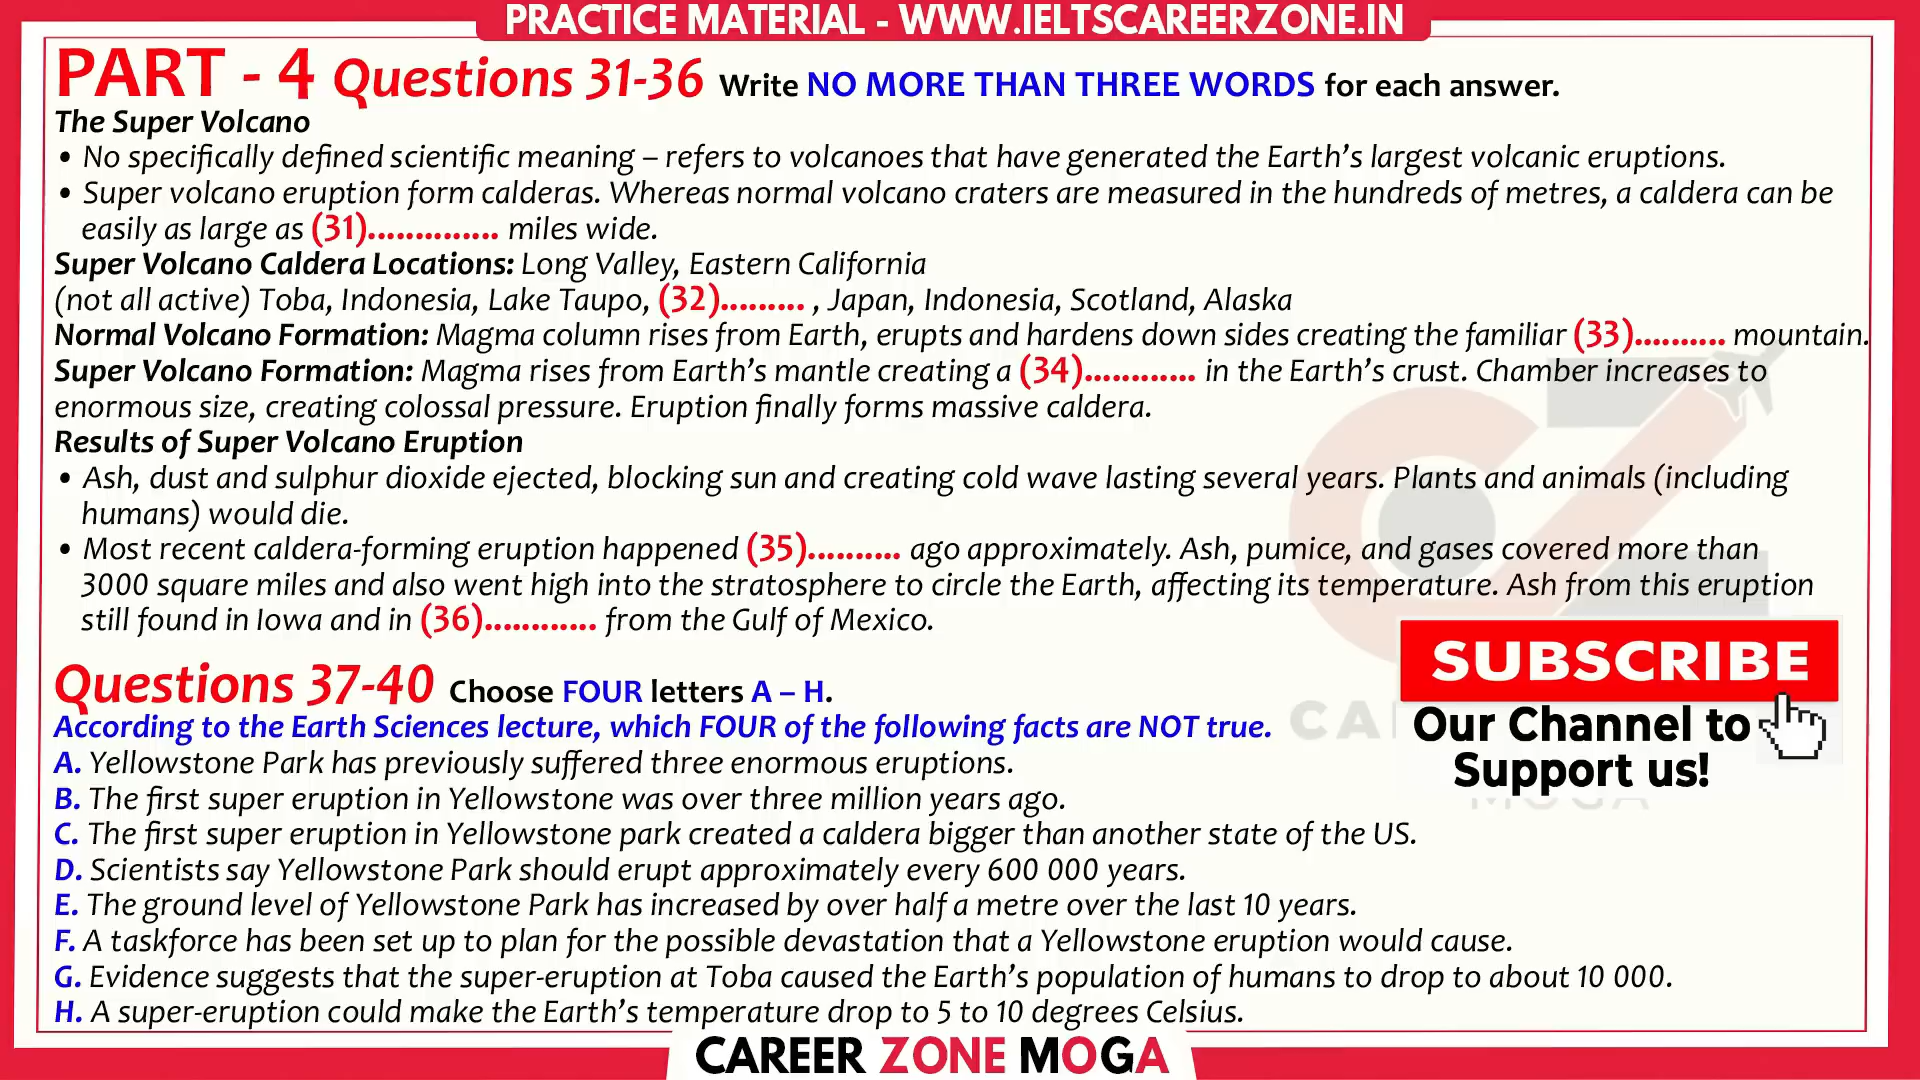 PRACTICE MATERIAL - WWW.IELTSCAREERZONE.IN
PART - 4 Questions 31-36 Write NO MORE THAN THREE WORDS for each answer.
The Super Volcano
• No specifically defined scientific meaning – refers to volcanoes that have generated the Earth's largest volcanic eruptions.
• Super volcano eruption form calderas. Whereas normal volcano craters are measured in the hundreds of metres, a caldera can be
easily as large as (31).............. miles wide.
Super Volcano Caldera Locations: Long Valley, Eastern California
(not all active) Toba, Indonesia, Lake Taupo, (32)......... , Japan, Indonesia, Scotland, Alaska
Normal Volcano Formation: Magma column rises from Earth, erupts and hardens down sides creating the familiar (33).......... mountain.
Super Volcano Formation: Magma rises from Earth's mantle creating a (34)............ in the Earth's crust. Chamber increases to
enormous size, creating colossal pressure. Eruption finally forms massive caldera.
Results of Super Volcano Eruption
• Ash, dust and sulphur dioxide ejected, blocking sun and creating cold wave lasting several years. Plants and animals (including
humans) would die.
• Most recent caldera-forming eruption happened (35).......... ago approximately. Ash, pumice, and gases covered more than
3000 square miles and also went high into the stratosphere to circle the Earth, affecting its temperature. Ash from this eruption
still found in Iowa and in (36)............ from the Gulf of Mexico.
SUBSCRIBE
Our Channel to
Support us!
CA
MOGA
Questions 37-40 Choose FOUR letters A – H.
According to the Earth Sciences lecture, which FOUR of the following facts are NOT true.
A. Yellowstone Park has previously suffered three enormous eruptions.
B. The first super eruption in Yellowstone was over three million years ago.
C. The first super eruption in Yellowstone park created a caldera bigger than another state of the US.
D. Scientists say Yellowstone Park should erupt approximately every 600 000 years.
E. The ground level of Yellowstone Park has increased by over half a metre over the last 10 years.
F. A taskforce has been set up to plan for the possible devastation that a Yellowstone eruption would cause.
G. Evidence suggests that the super-eruption at Toba caused the Earth's population of humans to drop to about 10 000.
H. A super-eruption could make the Earth's temperature drop to 5 to 10 degrees Celsius.
CAREER ZONE MOGA